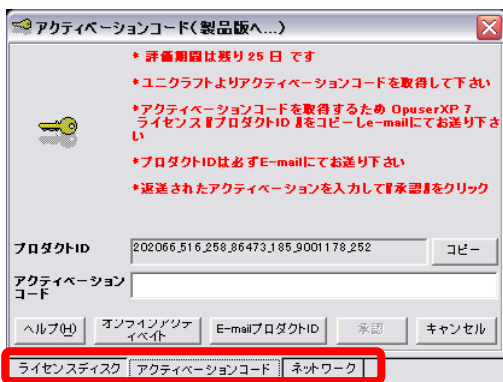 アクティベーションコード(製品版へ...)
* 評価期間は残り25 日 です
*ユニクラフトよりアクティベーションコードを取得して下さい
*アクティベーションコードを取得するため OpuserXP 7
ライセンス『プロダクトID 』をコピーしe-mailにてお送り下さ
い
*プロダクトIDは必ずE-mailにてお送り下さい
*返送されたアクティベーションを入力して『承認』をクリック
プロダクトID 202066,516,258,86473,185,9001178,252 コピー
アクティベーション
コード
ヘルプ(H) オンラインアクティベイト E-mailプロダクトID 承認 キャンセル
ライセンスディスク アクティベーションコード ネットワーク